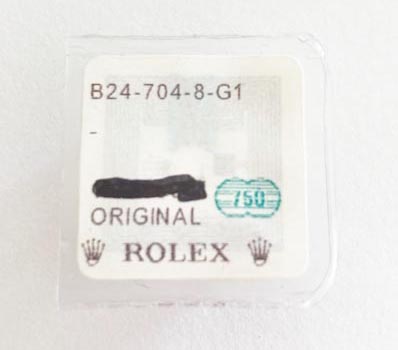 B24-704-8-G1
-
750
ORIGINAL
ROLEX